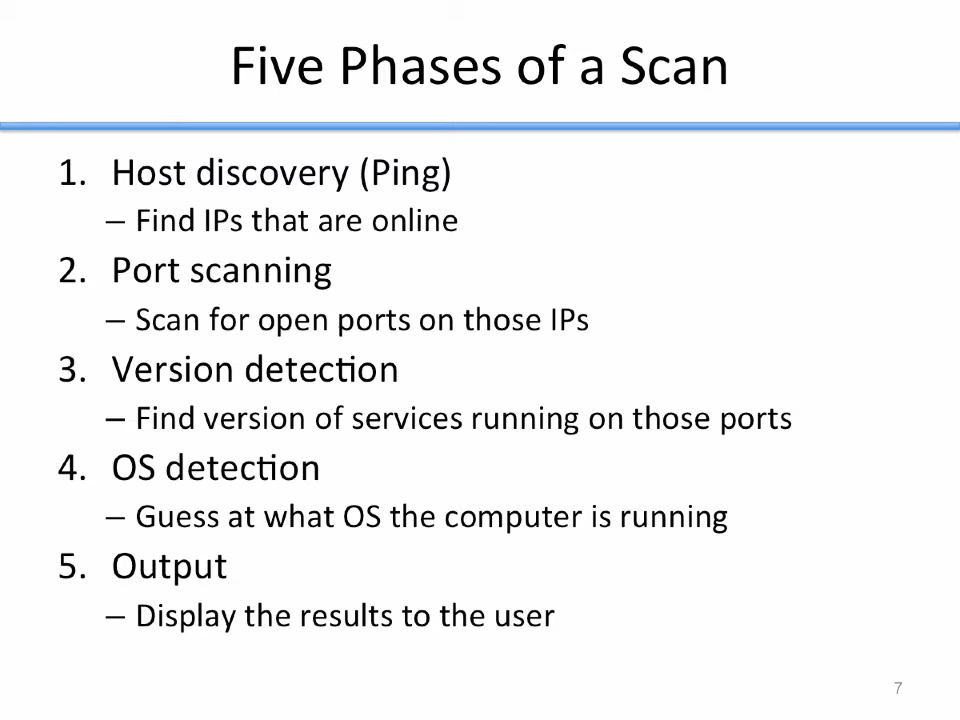 Five Phases of a Scan
1. Host discovery (Ping)
– Find IPs that are online
2. Port scanning
– Scan for open ports on those IPs
3. Version detection
– Find version of services running on those ports
4. OS detection
– Guess at what OS the computer is running
5. Output
– Display the results to the user
7